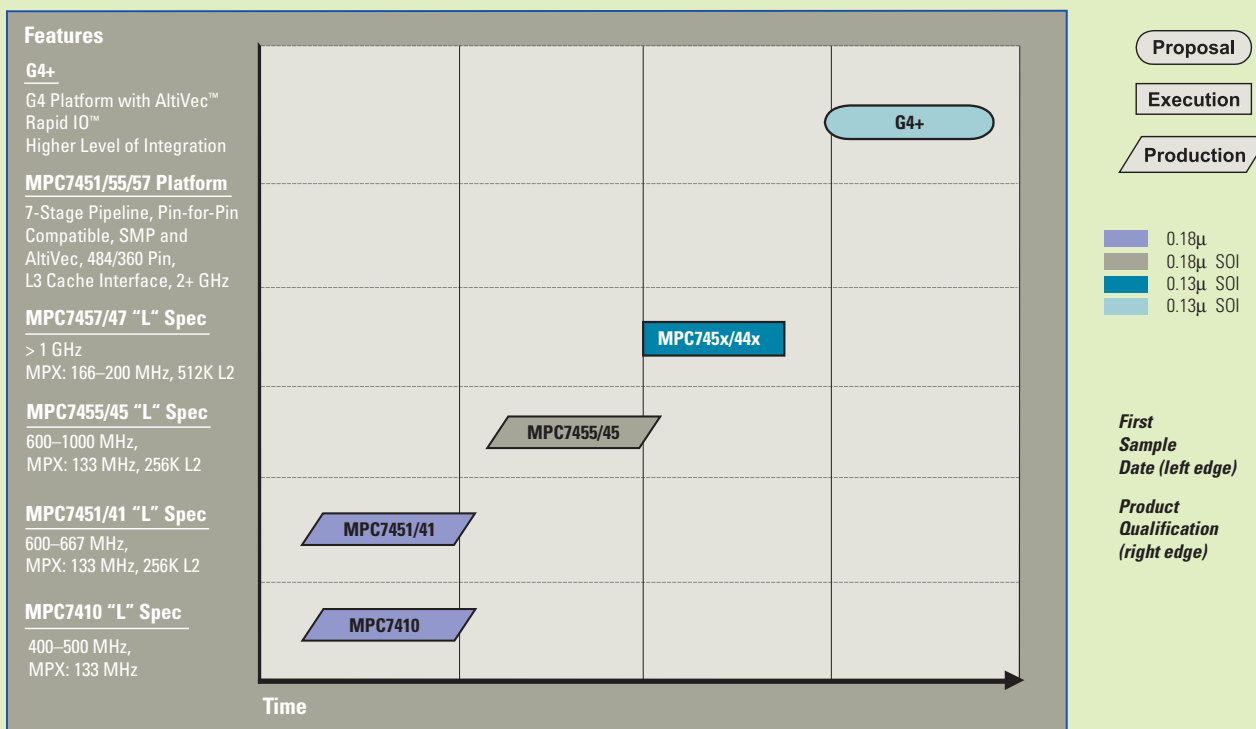 Features
G4+
G4 Platform with AltiVec™
Rapid IO™
Higher Level of Integration
MPC7451/55/57 Platform
7-Stage Pipeline, Pin-for-Pin
Compatible, SMP and
AltiVec, 484/360 Pin,
L3 Cache Interface, 2+ GHz
MPC7457/47 “L“ Spec
> 1 GHz
MPX: 166–200 MHz, 512K L2
MPC7455/45 “L“ Spec
600–1000 MHz,
MPX: 133 MHz, 256K L2
MPC7451/41 “L” Spec
600–667 MHz,
MPX: 133 MHz, 256K L2
MPC7410 “L” Spec
400–500 MHz,
MPX: 133 MHz
G4+
MPC745x/44x
MPC7455/45
MPC7451/41
MPC7410
Time
Proposal
Execution
Production
0.18µ
0.18µ SOI
0.13µ SOI
0.13µ SOI
First
Sample
Date (left edge)
Product
Qualification
(right edge)